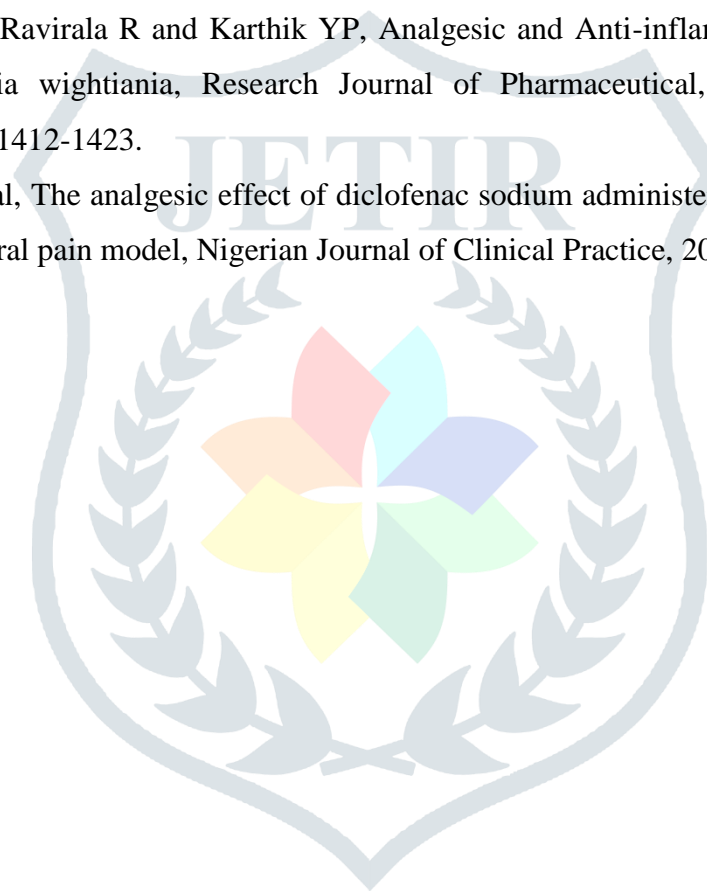 Ravirala R and Karthik YP, Analgesic and Anti-inflam
ia wightiania, Research Journal of Pharmaceutical,
1412-1423.
al, The analgesic effect of diclofenac sodium administe
ral pain model, Nigerian Journal of Clinical Practice, 20
JETIR